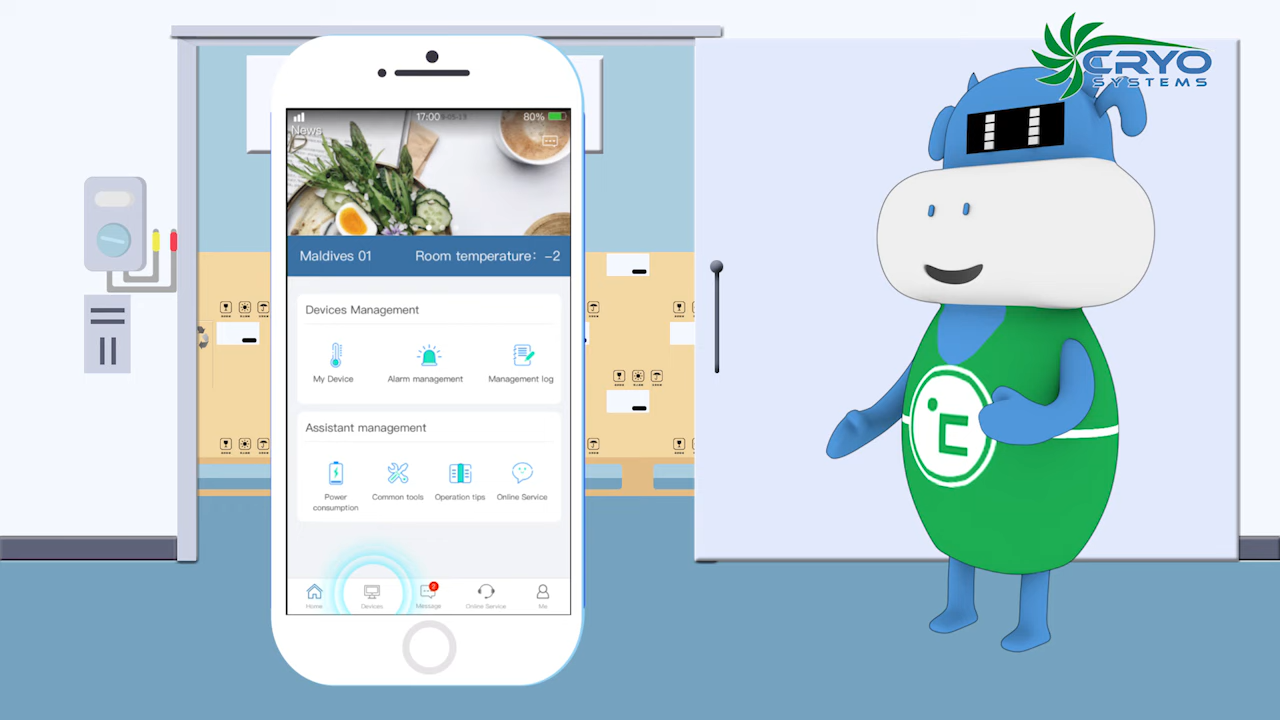 CRYO
SYSTEMS
17:00
80%
News
Maldives 01
Room temperature: -2
Devices Management
My Device
Alarm management
Management log
Assistant management
Power
consumption
Common tools
Operation tips
Online Service
Home
Devices
2
Message
Online Service
Me
℃